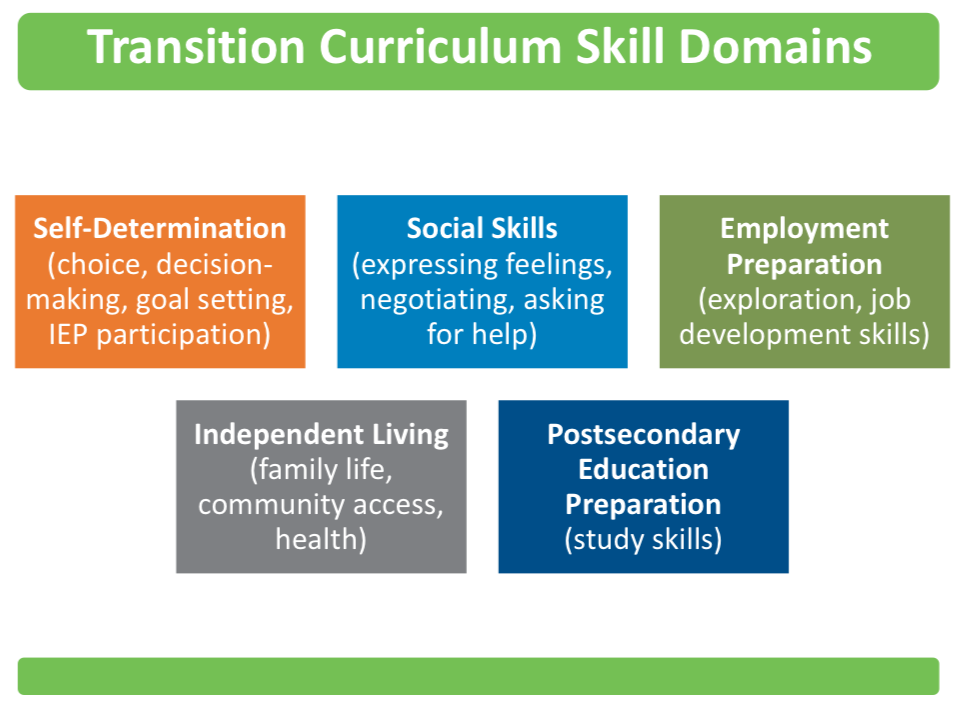 Transition Curriculum Skill Domains
Self-Determination
(choice, decision-
making, goal setting,
IEP participation)
Social Skills
(expressing feelings,
negotiating, asking
for help)
Employment
Preparation
(exploration, job
development skills)
Independent Living
(family life,
community access,
health)
Postsecondary
Education
Preparation
(study skills)